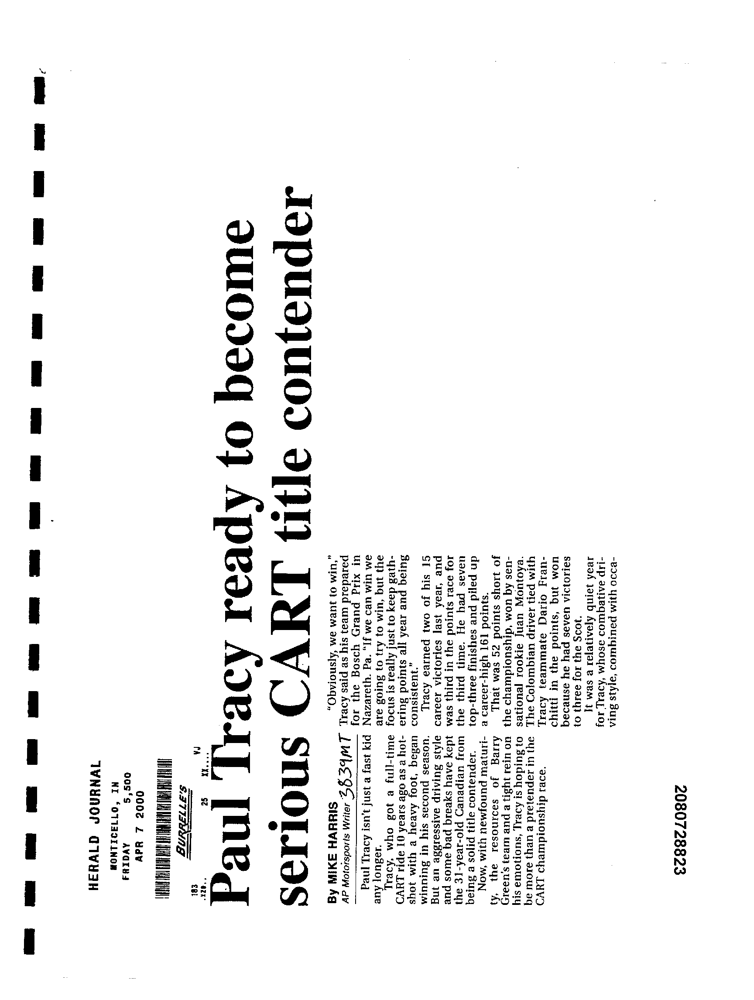 HERALD JOURNAL
MONTICELLO, IN
FRIDAY 5,500
APR 7 2000
BURRELLE'S
183 25 VJ
.xz0.. XX....
Paul Tracy ready to become
serious CART title contender
By MIKE HARRIS
AP Motorsports Writer 3839MT
Paul Tracy isn't just a fast kid
any longer.
Tracy, who got a full-time
CART ride 10 years ago as a hot-
shot with a heavy foot, began
winning in his second season.
But an aggressive driving style
and some bad breaks have kept
the 31-year-old Canadian from
being a solid title contender.
Now, with newfound maturi-
ty, the resources of Barry
Green's team and a tight rein on
his emotions, Tracy is hoping to
be more than a pretender in the
CART championship race.
"Obviously, we want to win,"
Tracy said as his team prepared
for the Bosch Grand Prix in
Nazareth, Pa. "If we can win we
are going to try to win, but the
focus is really just to keep gath-
ering points all year and being
consistent."
Tracy earned two of his 15
career victories last year, and
was third in the points race for
the third time. He had seven
top-three finishes and piled up
a career-high 161 points.
That was 52 points short of
the championship, won by sen-
sational rookie Juan Montoya.
The Colombian driver tied with
Tracy teammate Dario Fran-
chitti in the points, but won
because he had seven victories
to three for the Scot.
It was a relatively quiet year
for Tracy, whose combative dri-
ving style, combined with occa-
2080728823